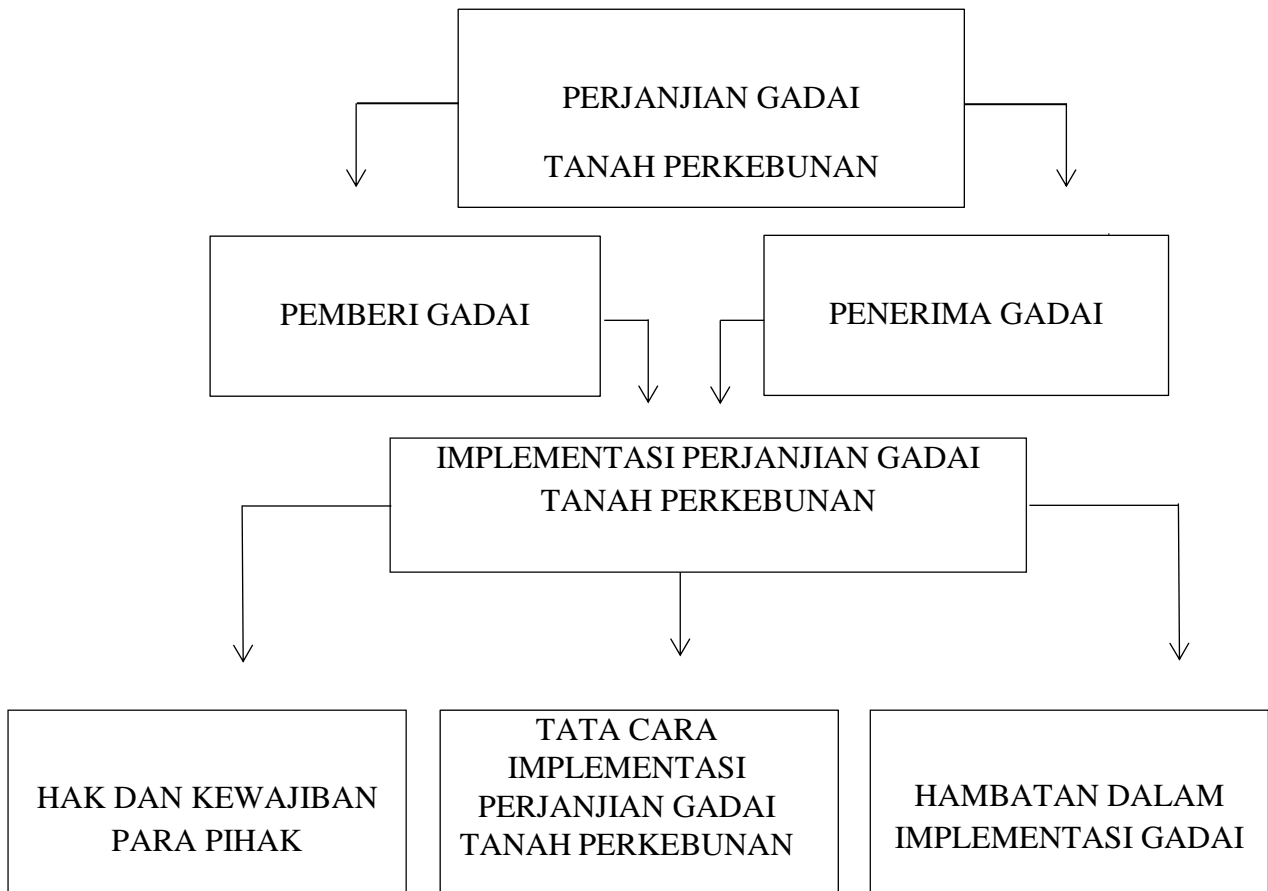 PERJANJIAN GADAI
TANAH PERKEBUNAN
PEMBERI GADAI
PENERIMA GADAI
IMPLEMENTASI PERJANJIAN GADAI
TANAH PERKEBUNAN
HAK DAN KEWAJIBAN
PARA PIHAK
TATA CARA
IMPLEMENTASI
PERJANJIAN GADAI
TANAH PERKEBUNAN
HAMBATAN DALAM
IMPLEMENTASI GADAI